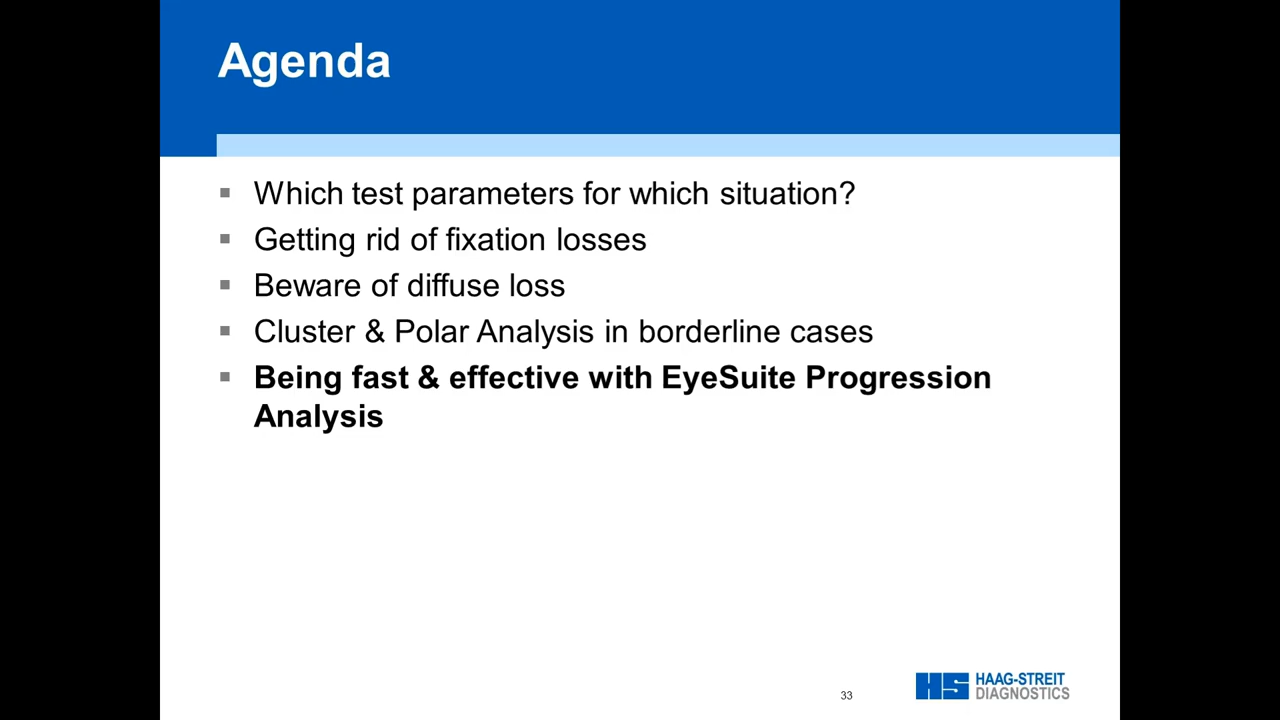 Agenda
Which test parameters for which situation?
Getting rid of fixation losses
Beware of diffuse loss
Cluster & Polar Analysis in borderline cases
Being fast & effective with EyeSuite Progression
Analysis
33
HS HAAG-STREIT
DIAGNOSTICS